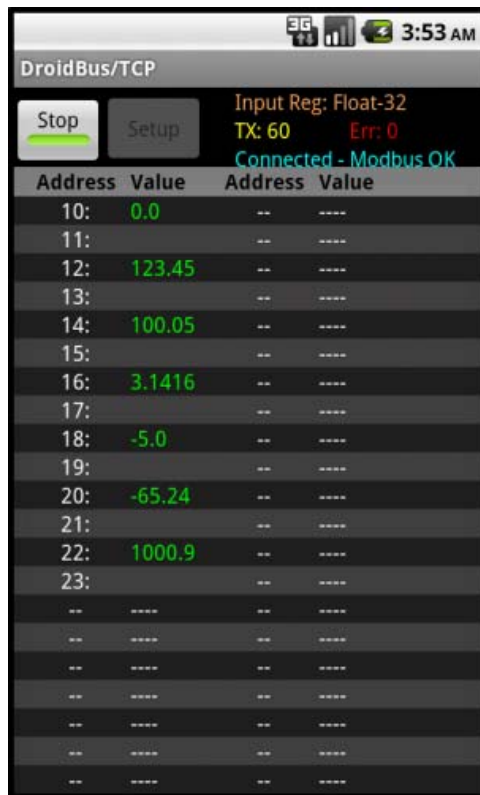 3G 3:53 AM
DroidBus/TCP
Stop Setup Input Reg: Float-32
TX: 60 Err: 0
Connected - Modbus OK
Address Value Address Value
10: 0.0 -- ----
11: -- ----
12: 123.45 -- ----
13: -- ----
14: 100.05 -- ----
15: -- ----
16: 3.1416 -- ----
17: -- ----
18: -5.0 -- ----
19: -- ----
20: -65.24 -- ----
21: -- ----
22: 1000.9 -- ----
23: -- ----
-- ---- -- ----
-- ---- -- ----
-- ---- -- ----
-- ---- -- ----
-- ---- -- ----
-- ---- -- ----
-- ---- -- ----